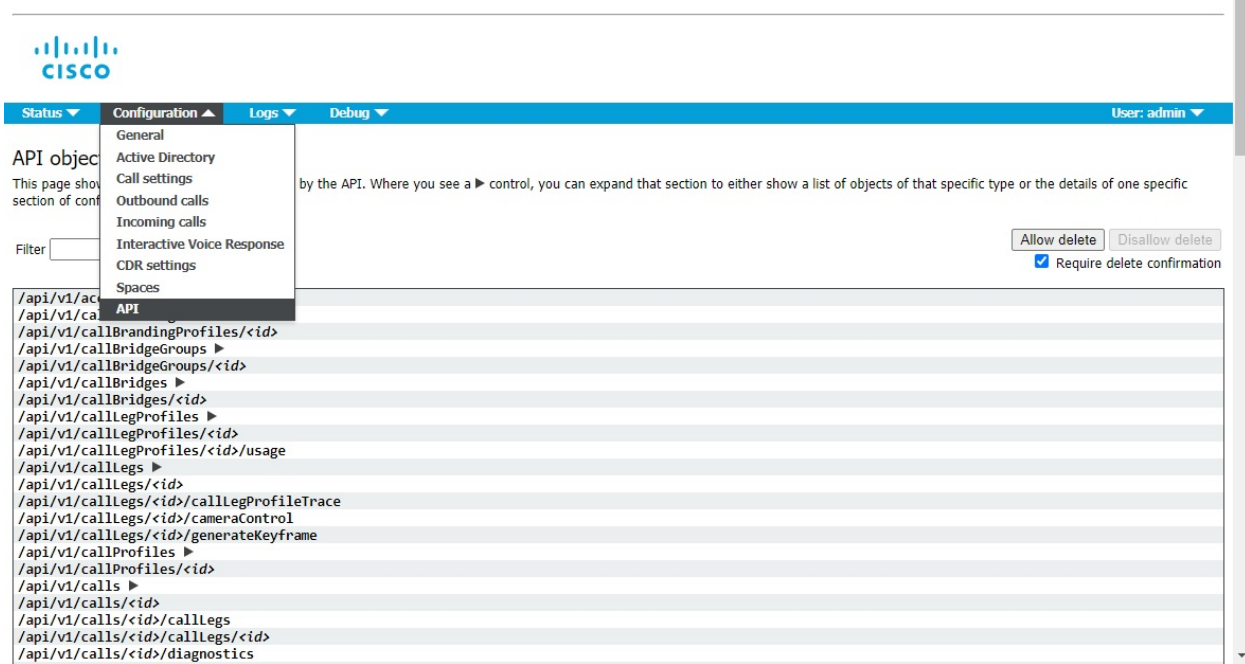 CISCO
Status Configuration Logs Debug User: admin
General
API objec Active Directory
Call settings
This page shov by the API. Where you see a ▶ control, you can expand that section to either show a list of objects of that specific type or the details of one specific
section of conf Outbound calls
Incoming calls
Filter Interactive Voice Response Allow delete Disallow delete
CDR settings Require delete confirmation
Spaces
/api/v1/acc
API
/api/v1/ca
/api/v1/callBrandingProfiles/<id>
/api/v1/callBridgeGroups ▶
/api/v1/callBridgeGroups/<id>
/api/v1/callBridges ▶
/api/v1/callBridges/<id>
/api/v1/callLegProfiles ▶
/api/v1/callLegProfiles/<id>
/api/v1/callLegProfiles/<id>/usage
/api/v1/callLegs ▶
/api/v1/callLegs/<id>
/api/v1/callLegs/<id>/callLegProfileTrace
/api/v1/callLegs/<id>/cameraControl
/api/v1/callLegs/<id>/generateKeyframe
/api/v1/callProfiles ▶
/api/v1/callProfiles/<id>
/api/v1/calls ▶
/api/v1/calls/<id>
/api/v1/calls/<id>/callLegs
/api/v1/calls/<id>/callLegs/<id>
/api/v1/calls/<id>/diagnostics